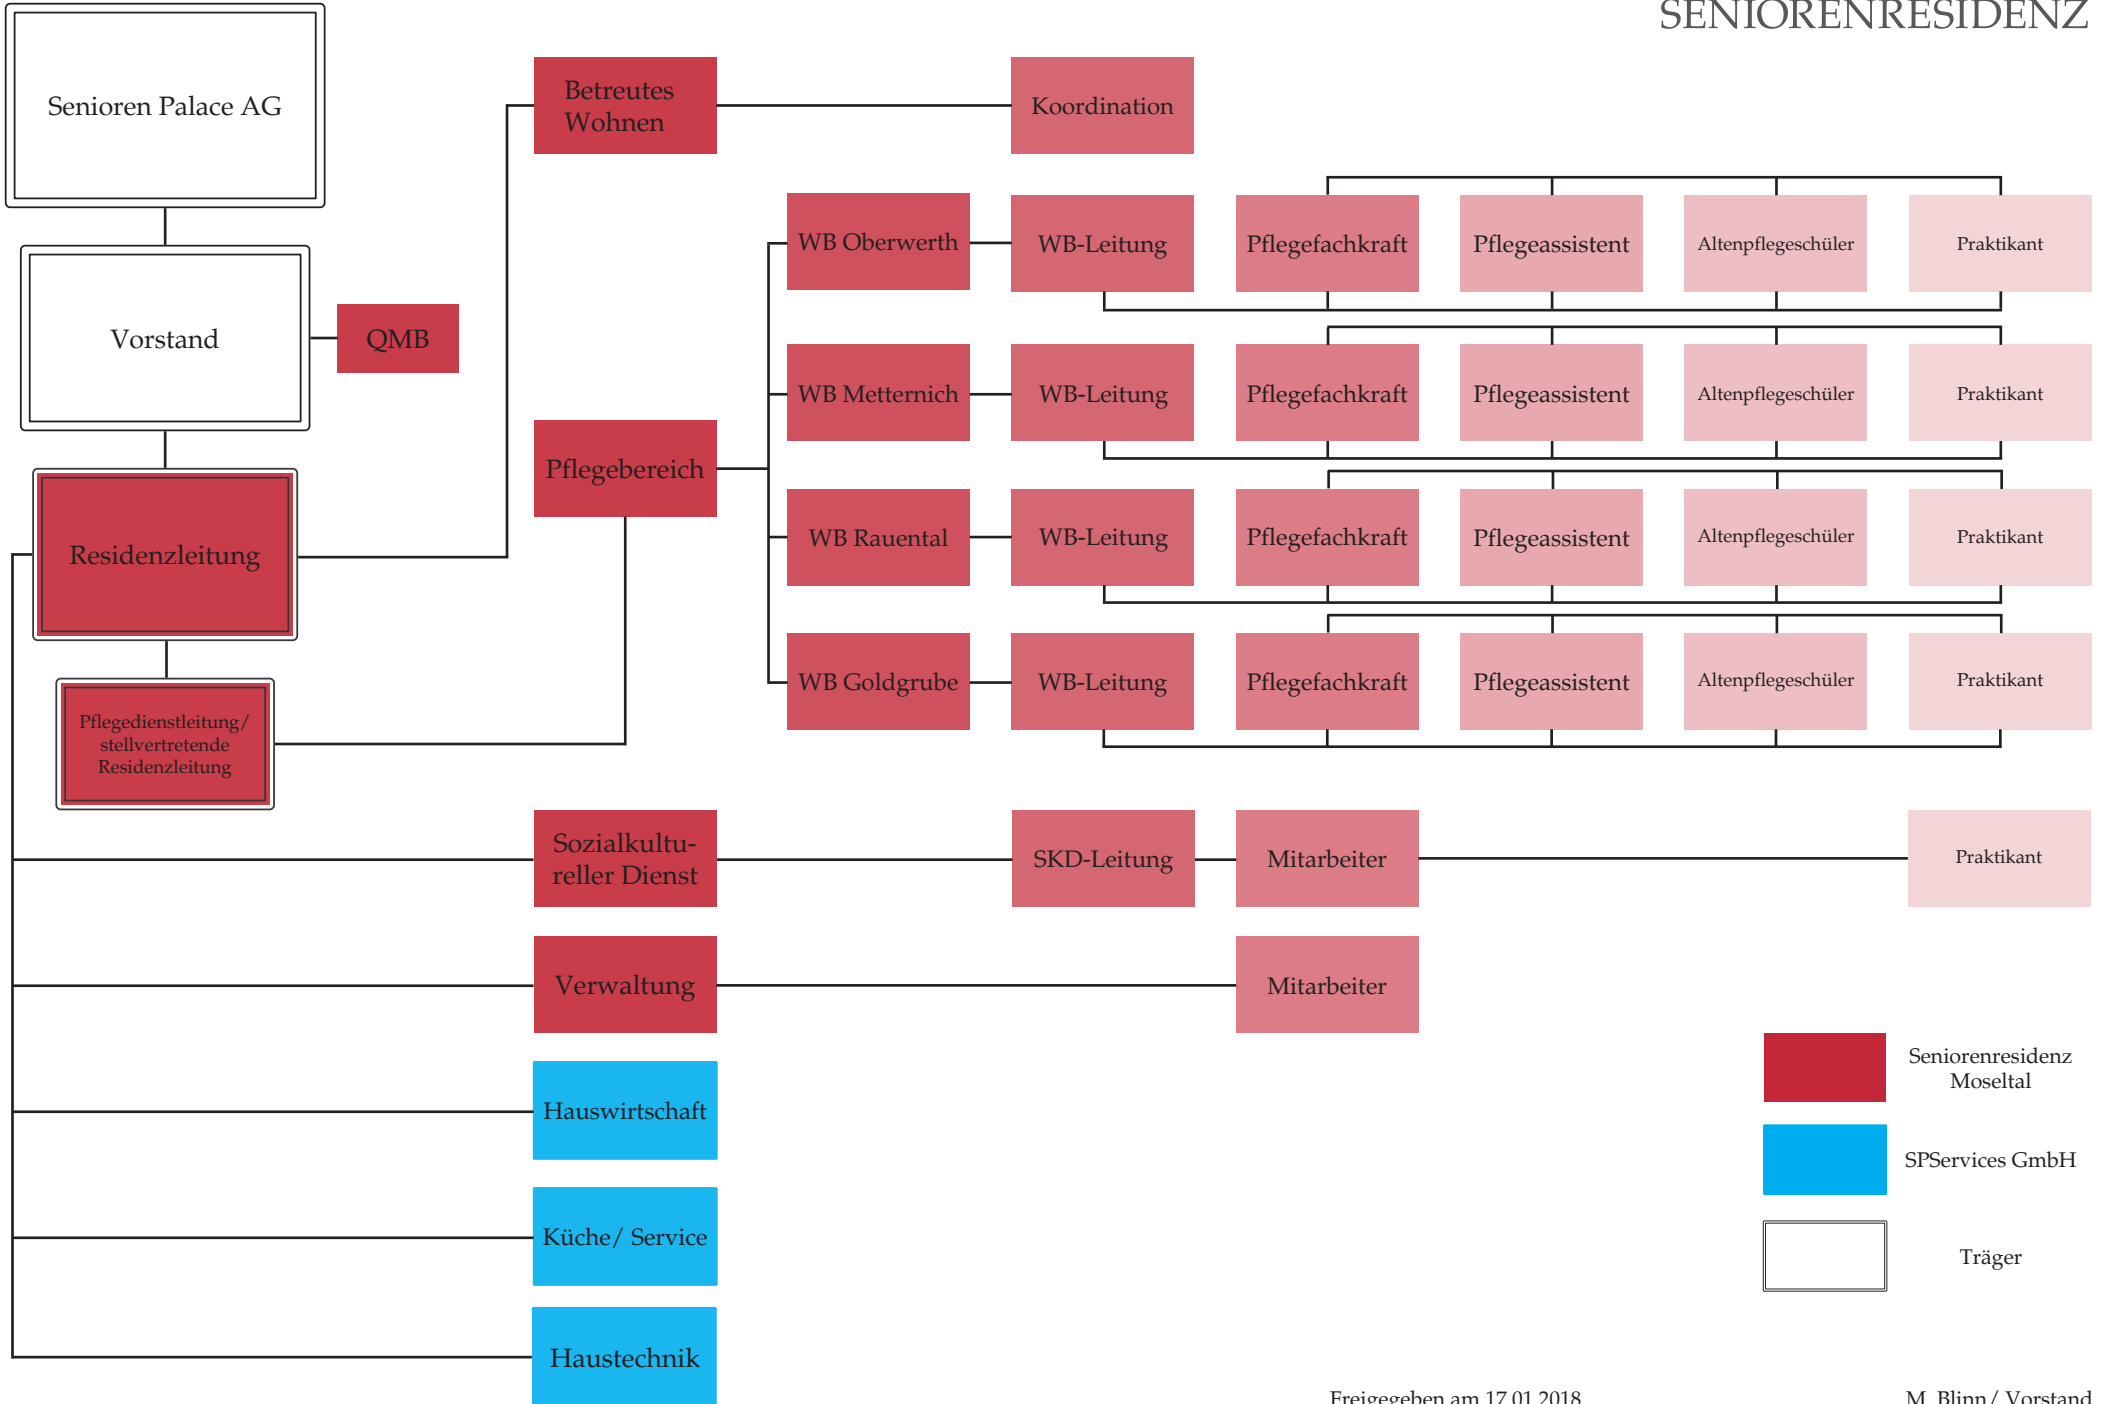 SENIORENRESIDENZ
Senioren Palace AG
Betreutes
Wohnen
Koordination
WB Oberwerth
WB-Leitung
Pflegefachkraft
Pflegeassistent
Altenpflegeschüler
Praktikant
Vorstand
QMB
WB Metternich
WB-Leitung
Pflegefachkraft
Pflegeassistent
Altenpflegeschüler
Praktikant
Pflegebereich
Residenzleitung
WB Rauental
WB-Leitung
Pflegefachkraft
Pflegeassistent
Altenpflegeschüler
Praktikant
WB Goldgrube
WB-Leitung
Pflegefachkraft
Pflegeassistent
Altenpflegeschüler
Praktikant
Pflegedienstleitung/
stellvertretende
Residenzleitung
Sozialkultu-
reller Dienst
SKD-Leitung
Mitarbeiter
Praktikant
Verwaltung
Mitarbeiter
Hauswirtschaft
Küche/ Service
Haustechnik
Seniorenresidenz
Moseltal
SPServices GmbH
Träger
Freigegeben am 17.01.2018
M. Blinn/ Vorstand